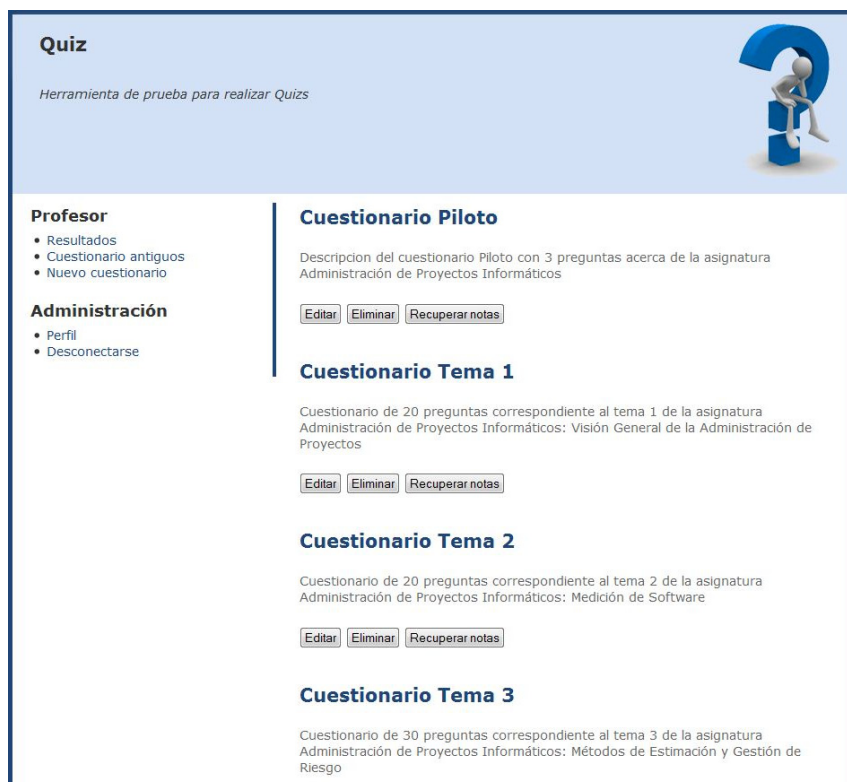 Quiz
Herramienta de prueba para realizar Quizs
Profesor
Resultados
Cuestionario antiguos
Nuevo cuestionario
Administración
Perfil
Desconectarse
Cuestionario Piloto
Descripcion del cuestionario Piloto con 3 preguntas acerca de la asignatura
Administración de Proyectos Informáticos
Editar Eliminar Recuperar notas
Cuestionario Tema 1
Cuestionario de 20 preguntas correspondiente al tema 1 de la asignatura
Administración de Proyectos Informáticos: Visión General de la Administración de
Proyectos
Editar Eliminar Recuperar notas
Cuestionario Tema 2
Cuestionario de 20 preguntas correspondiente al tema 2 de la asignatura
Administración de Proyectos Informáticos: Medición de Software
Editar Eliminar Recuperar notas
Cuestionario Tema 3
Cuestionario de 30 preguntas correspondiente al tema 3 de la asignatura
Administración de Proyectos Informáticos: Métodos de Estimación y Gestión de
Riesgo